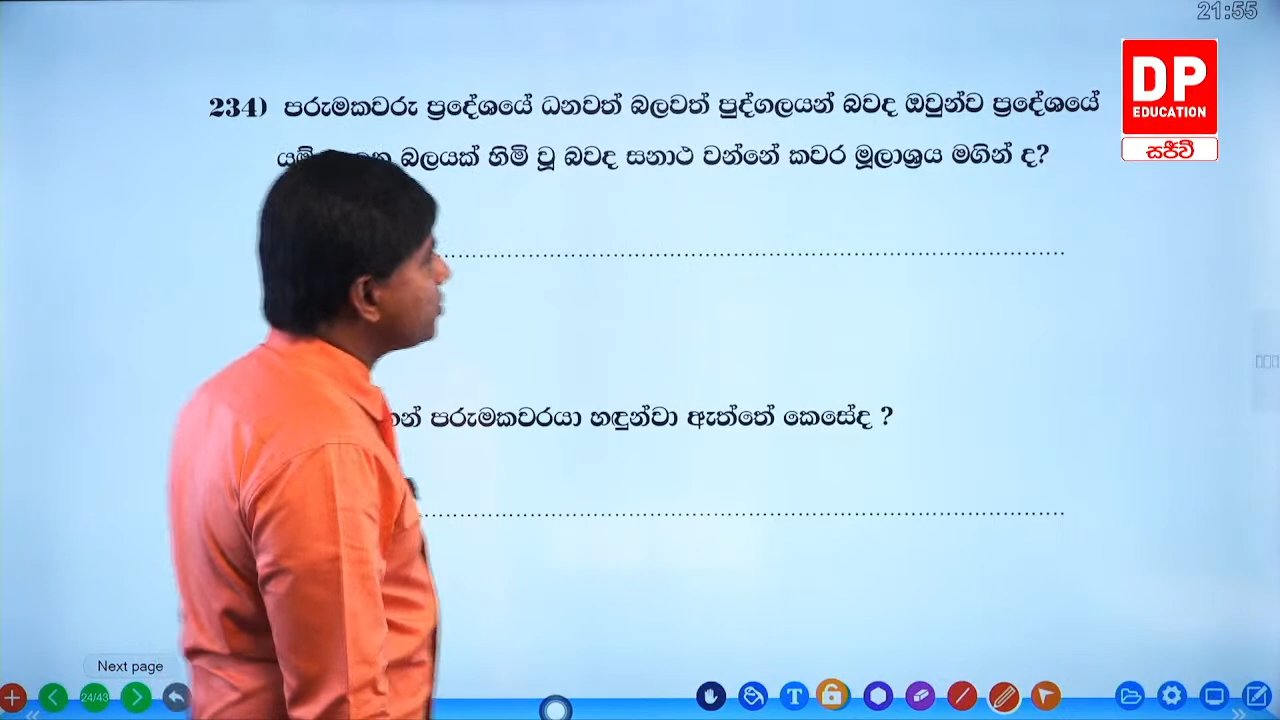 21:55
DP
EDUCATION
සජීවී
234) පරුමකවරු ප්‍රදේශයේ ධනවත් බලවත් පුද්ගලයන් බවද ඔවුන්ට ප්‍රදේශයේ
බලයක් හිමි වූ බවද සනාථ වන්නේ කවර මූලාශ්‍රය මගින් ද?
පරුමකවරයා හඳුන්වා ඇත්තේ කෙසේද ?
Next page
24/43